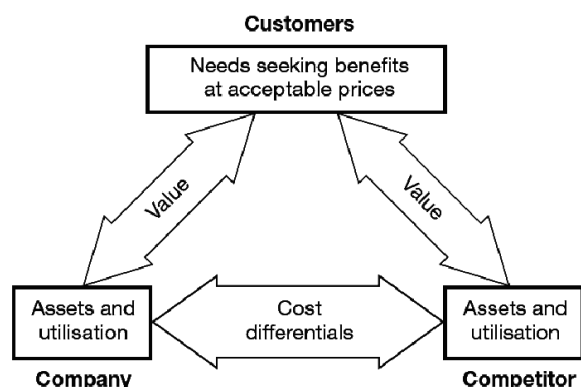 Customers
Needs seeking benefits
at acceptable prices
Value
Value
Assets and
utilisation
Cost
differentials
Assets and
utilisation
Company
Competitor